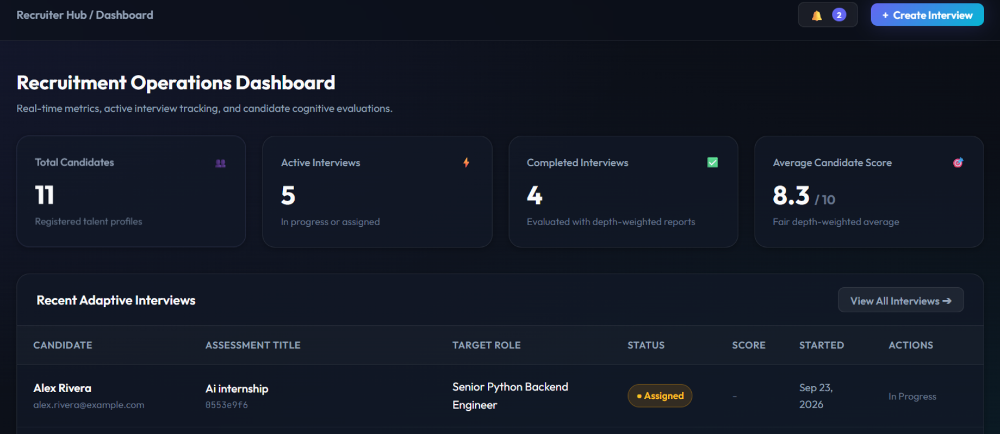 Recruiter Hub / Dashboard
2
+ Create Interview
Recruitment Operations Dashboard
Real-time metrics, active interview tracking, and candidate cognitive evaluations.
Total Candidates
11
Registered talent profiles
Active Interviews
5
In progress or assigned
Completed Interviews
4
Evaluated with depth-weighted reports
Average Candidate Score
8.3 / 10
Fair depth-weighted average
Recent Adaptive Interviews
View All Interviews →
CANDIDATE ASSESSMENT TITLE TARGET ROLE STATUS SCORE STARTED ACTIONS
Alex Rivera
alex.rivera@example.com
Ai internship
0553e9f6
Senior Python Backend
Engineer
• Assigned
-
Sep 23,
2026
In Progress